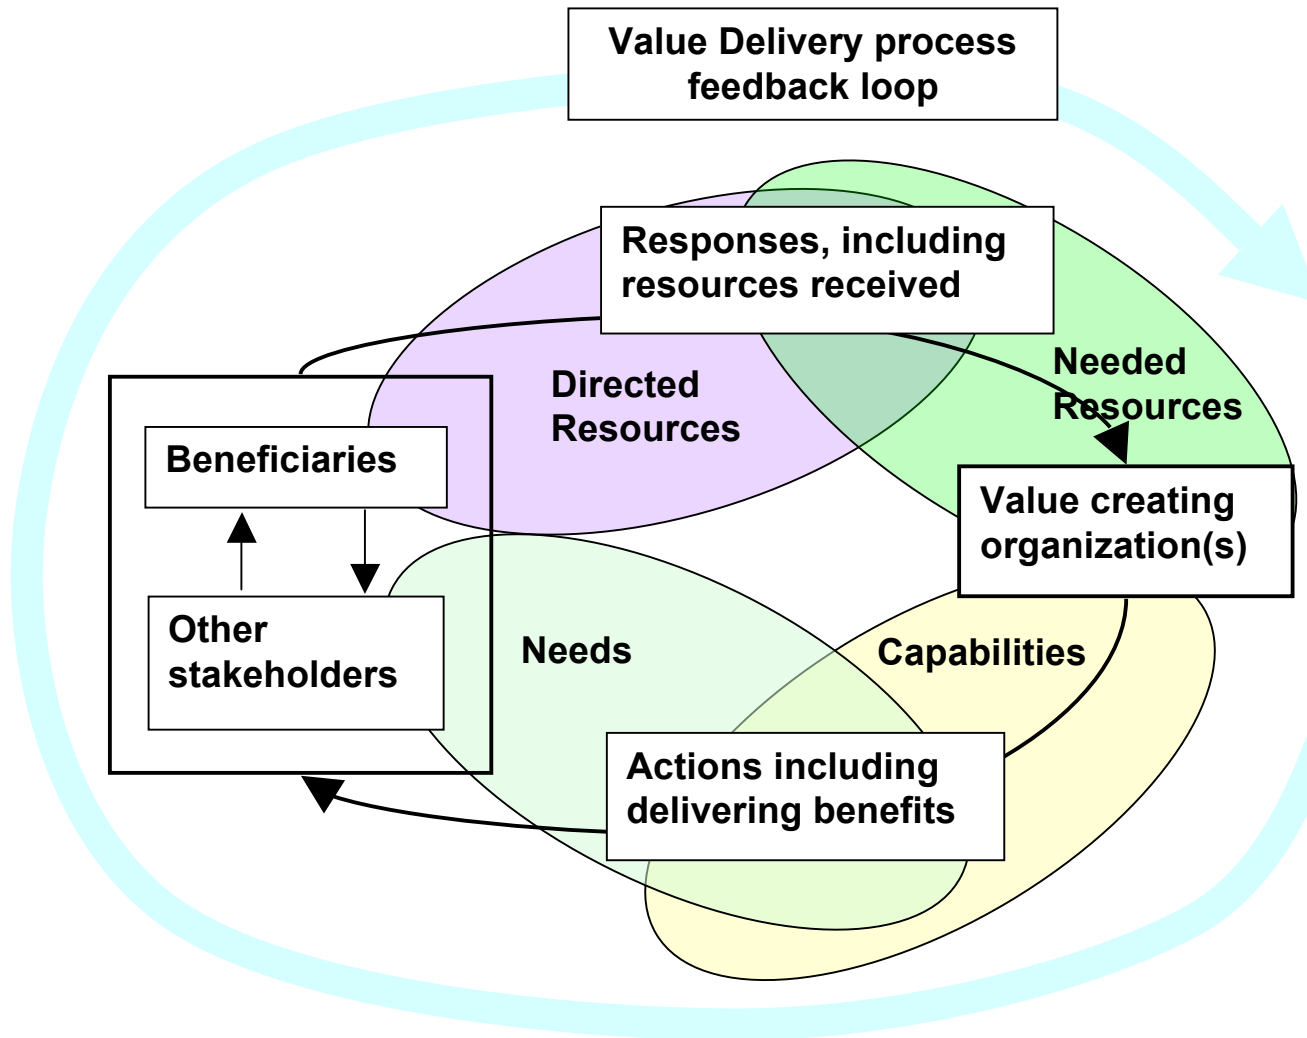 Value Delivery process
feedback loop
Responses, including
resources received
Directed
Resources
Needed
Resources
Beneficiaries
Value creating
organization(s)
Other
stakeholders
Needs
Capabilities
Actions including
delivering benefits